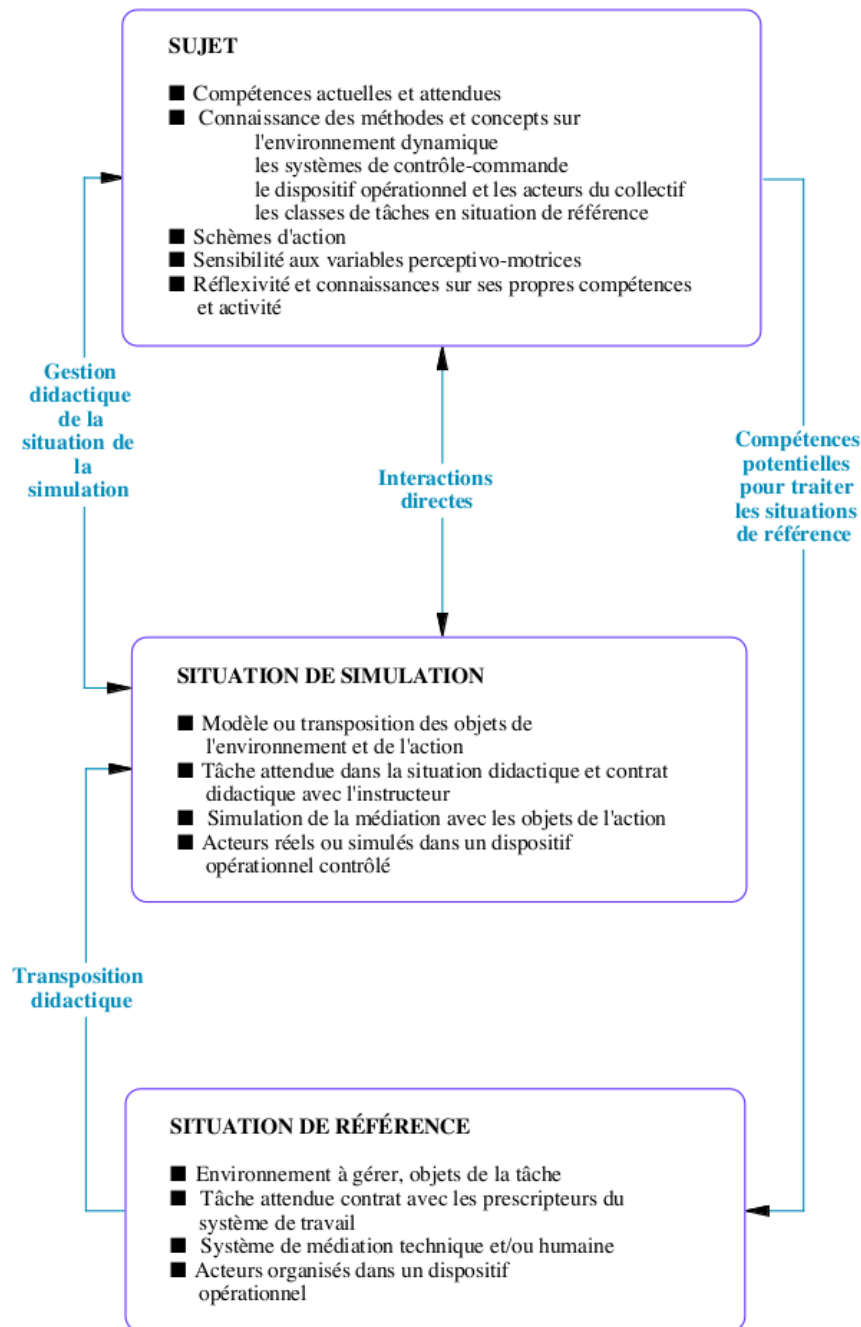 SUJET
■ Compétences actuelles et attendues
■ Connaissance des méthodes et concepts sur
l'environnement dynamique
les systèmes de contrôle-commande
le dispositif opérationnel et les acteurs du collectif
les classes de tâches en situation de référence
■ Schèmes d'action
■ Sensibilité aux variables perceptivo-motrices
■ Réflexivité et connaissances sur ses propres compétences
et activité
Gestion
didactique
de la
situation de
la
simulation
Interactions
directes
Compétences
potentielles
pour traiter
les situations
de référence
SITUATION DE SIMULATION
■ Modèle ou transposition des objets de
l'environnement et de l'action
■ Tâche attendue dans la situation didactique et contrat
didactique avec l'instructeur
■ Simulation de la médiation avec les objets de l'action
■ Acteurs réels ou simulés dans un dispositif
opérationnel contrôlé
Transposition
didactique
SITUATION DE RÉFÉRENCE
■ Environnement à gérer, objets de la tâche
■ Tâche attendue contrat avec les prescripteurs du
système de travail
■ Système de médiation technique et/ou humaine
■ Acteurs organisés dans un dispositif
opérationnel